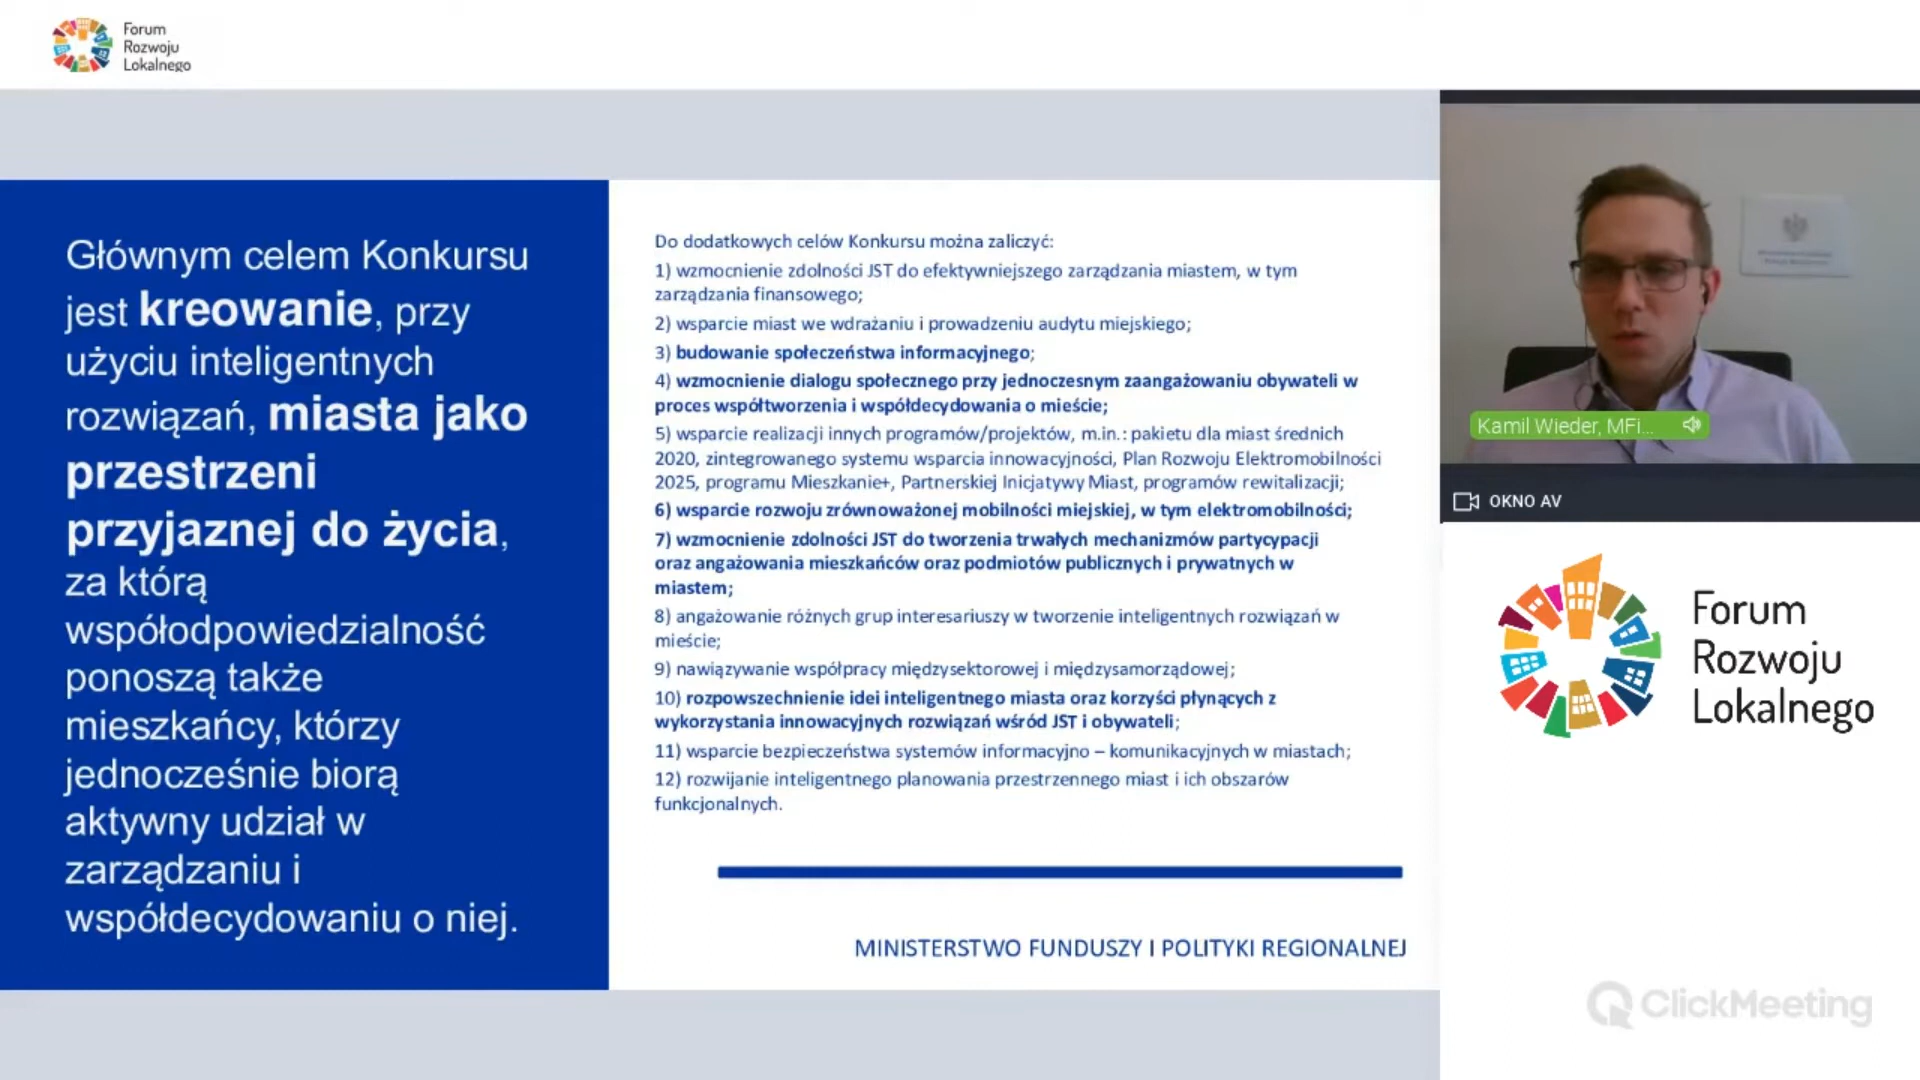 Forum
Rozwoju
Lokalnego
Głównym celem Konkursu
jest kreowanie, przy
użyciu inteligentnych
rozwiązań, miasta jako
przestrzeni
przyjaznej do życia,
za którą
współodpowiedzialność
ponoszą także
mieszkańcy, którzy
jednocześnie biorą
aktywny udział w
zarządzaniu i
współdecydowaniu o niej.
Do dodatkowych celów Konkursu można zaliczyć:
1) wzmocnienie zdolności JST do efektywniejszego zarządzania miastem, w tym
zarządzania finansowego;
2) wsparcie miast we wdrażaniu i prowadzeniu audytu miejskiego;
3) budowanie społeczeństwa informacyjnego;
4) wzmocnienie dialogu społecznego przy jednoczesnym zaangażowaniu obywateli w
proces współtworzenia i współdecydowania o mieście;
5) wsparcie realizacji innych programów/projektów, m.in.: pakietu dla miast średnich
2020, zintegrowanego systemu wsparcia innowacyjności, Plan Rozwoju Elektromobilności
2025, programu Mieszkanie+, Partnerskiej Inicjatywy Miast, programów rewitalizacji;
6) wsparcie rozwoju zrównoważonej mobilności miejskiej, w tym elektromobilności;
7) wzmocnienie zdolności JST do tworzenia trwałych mechanizmów partycypacji
oraz angażowania mieszkańców oraz podmiotów publicznych i prywatnych w
miastem;
8) angażowanie różnych grup interesariuszy w tworzenie inteligentnych rozwiązań w
mieście;
9) nawiązywanie współpracy międzysektorowej i międzysamorządowej;
10) rozpowszechnienie idei inteligentnego miasta oraz korzyści płynących z
wykorzystania innowacyjnych rozwiązań wśród JST i obywateli;
11) wsparcie bezpieczeństwa systemów informacyjno – komunikacyjnych w miastach;
12) rozwijanie inteligentnego planowania przestrzennego miast i ich obszarów
funkcjonalnych.
MINISTERSTWO FUNDUSZY I POLITYKI REGIONALNEJ
Kamil Wieder, MFi...
OKNO AV
Forum
Rozwoju
Lokalnego
ClickMeeting